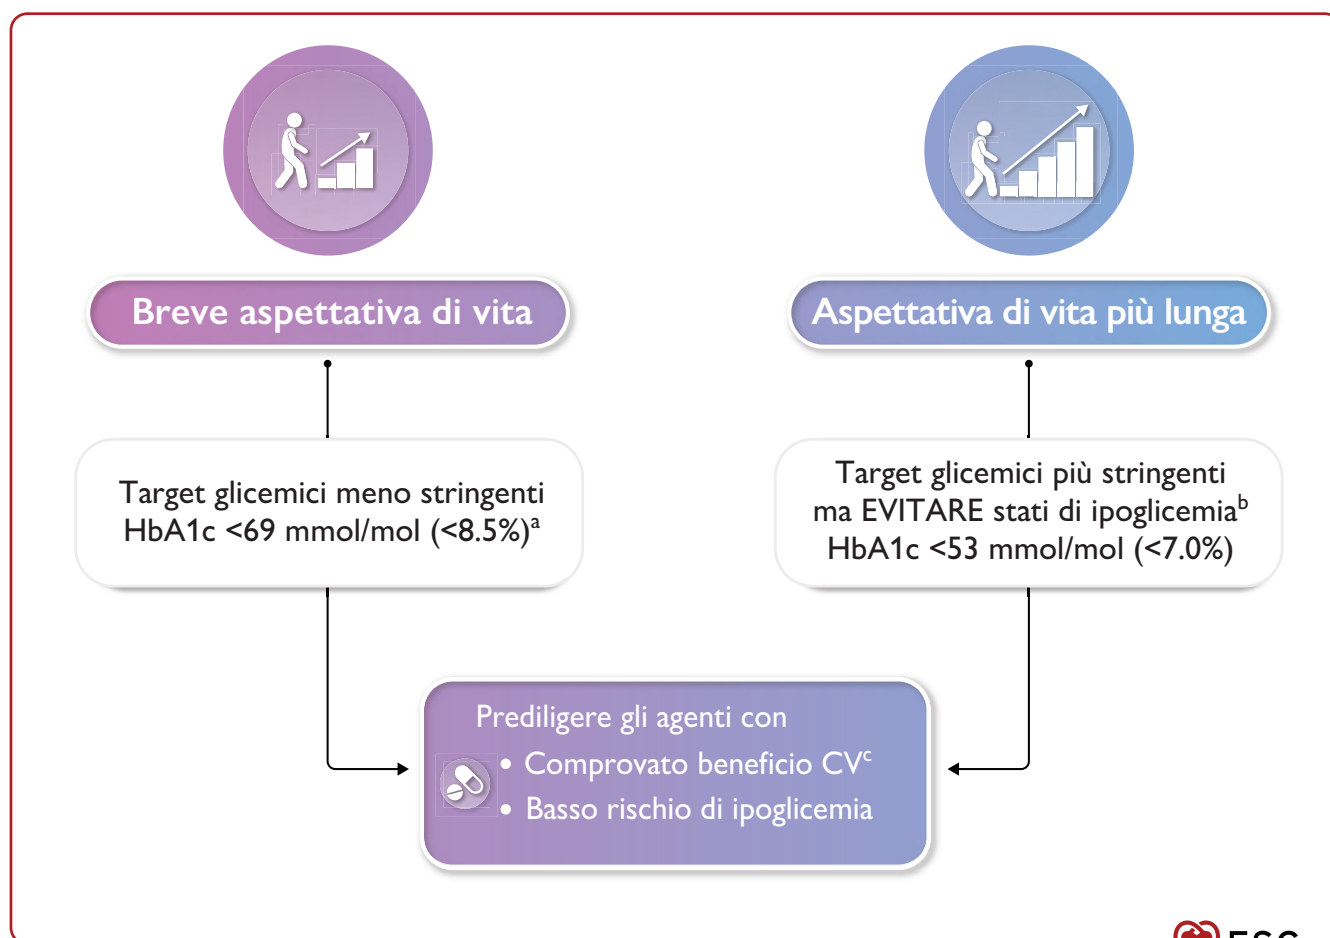 Breve aspettativa di vita
Aspettativa di vita più lunga
Target glicemici meno stringenti
HbA1c <69 mmol/mol (<8.5%)ᵃ
Target glicemici più stringenti
ma EVITARE stati di ipoglicemiaᵇ
HbA1c <53 mmol/mol (<7.0%)
Prediligere gli agenti con
• Comprovato beneficio CVᶜ
• Basso rischio di ipoglicemia
ESC